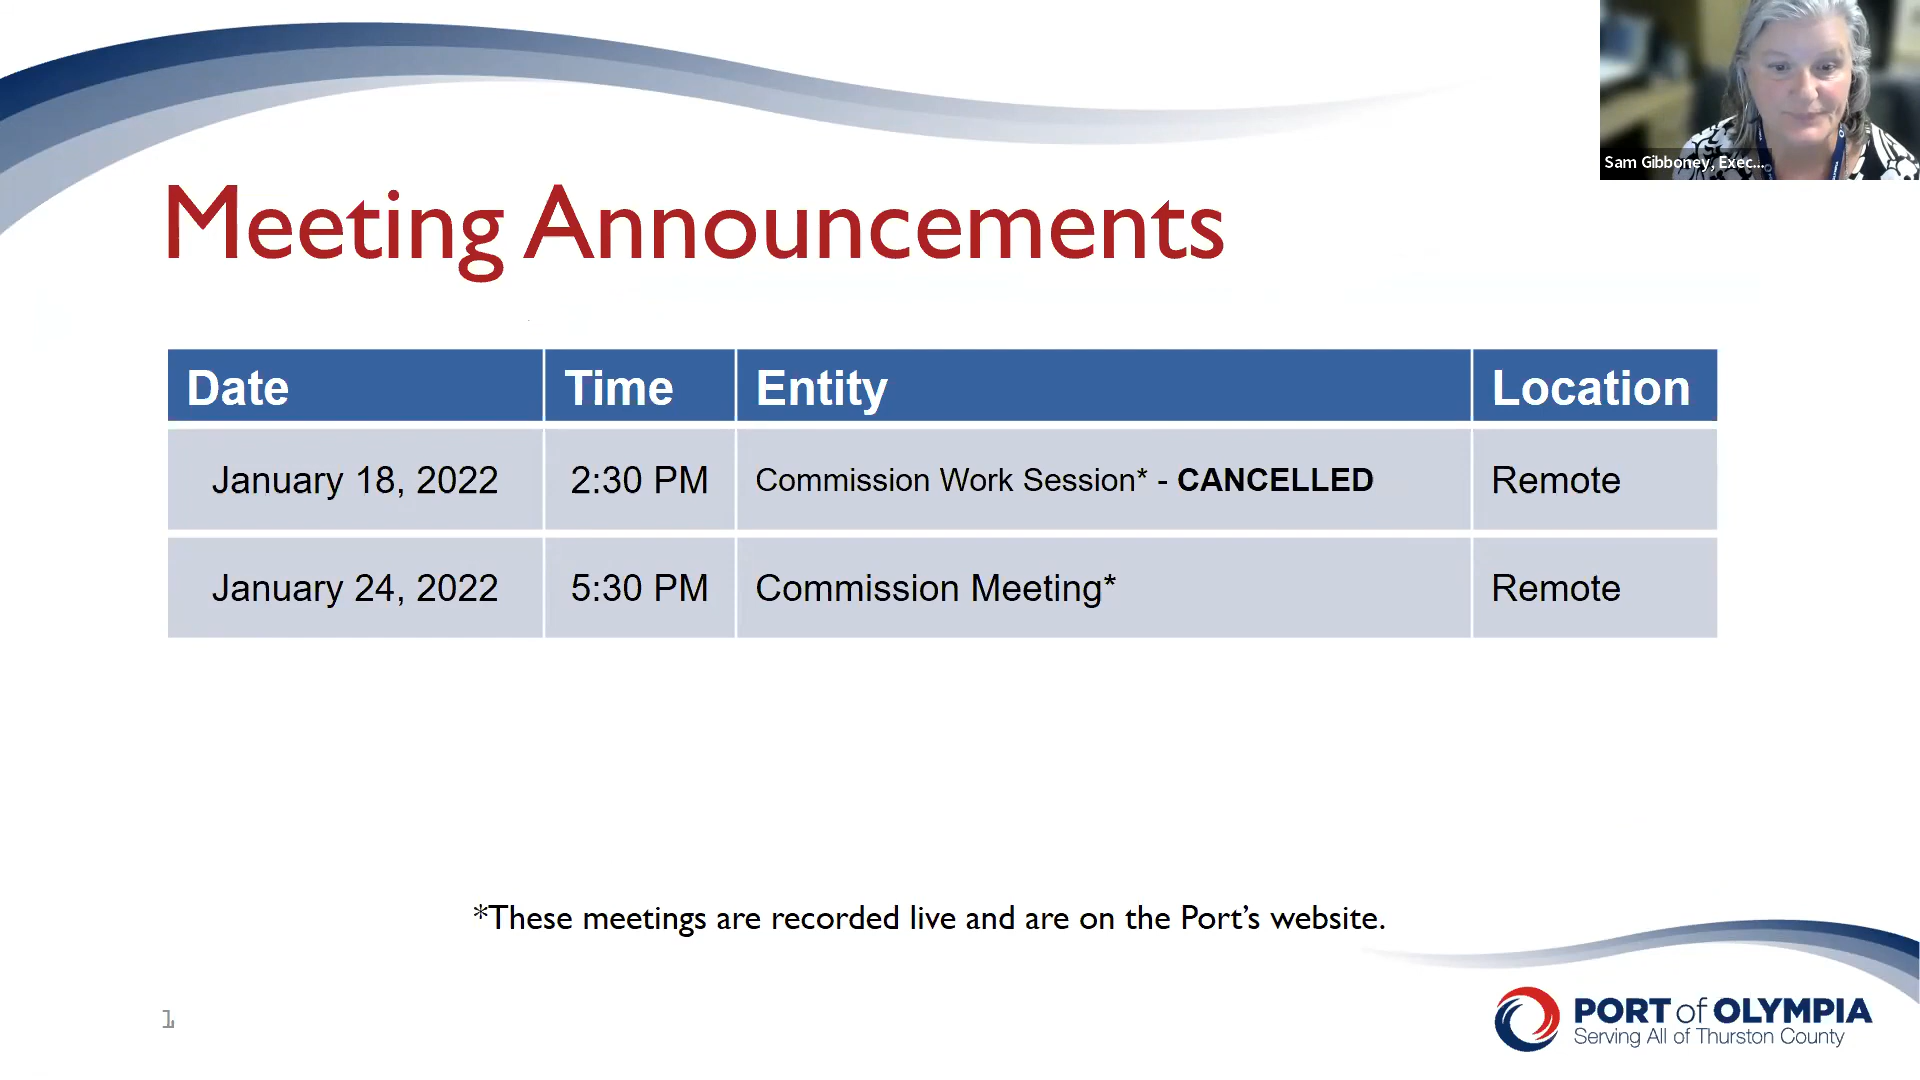 Sam Gibboney, Exec...
Meeting Announcements
Date Time Entity Location
January 18, 2022 2:30 PM Commission Work Session* - CANCELLED Remote
January 24, 2022 5:30 PM Commission Meeting* Remote
*These meetings are recorded live and are on the Port's website.
1
PORT of OLYMPIA
Serving All of Thurston County